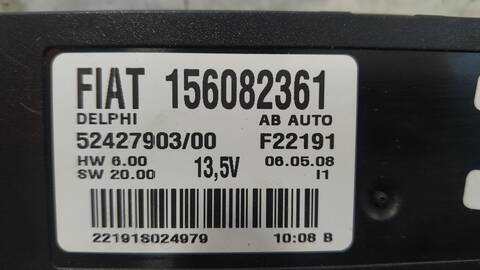 FIAT 156082361
DELPHI AB AUTO
52427903/00 F22191
HW 6.00 13,5V 06.05.08
SW 20.00 I1
22191S024979 10:08 B